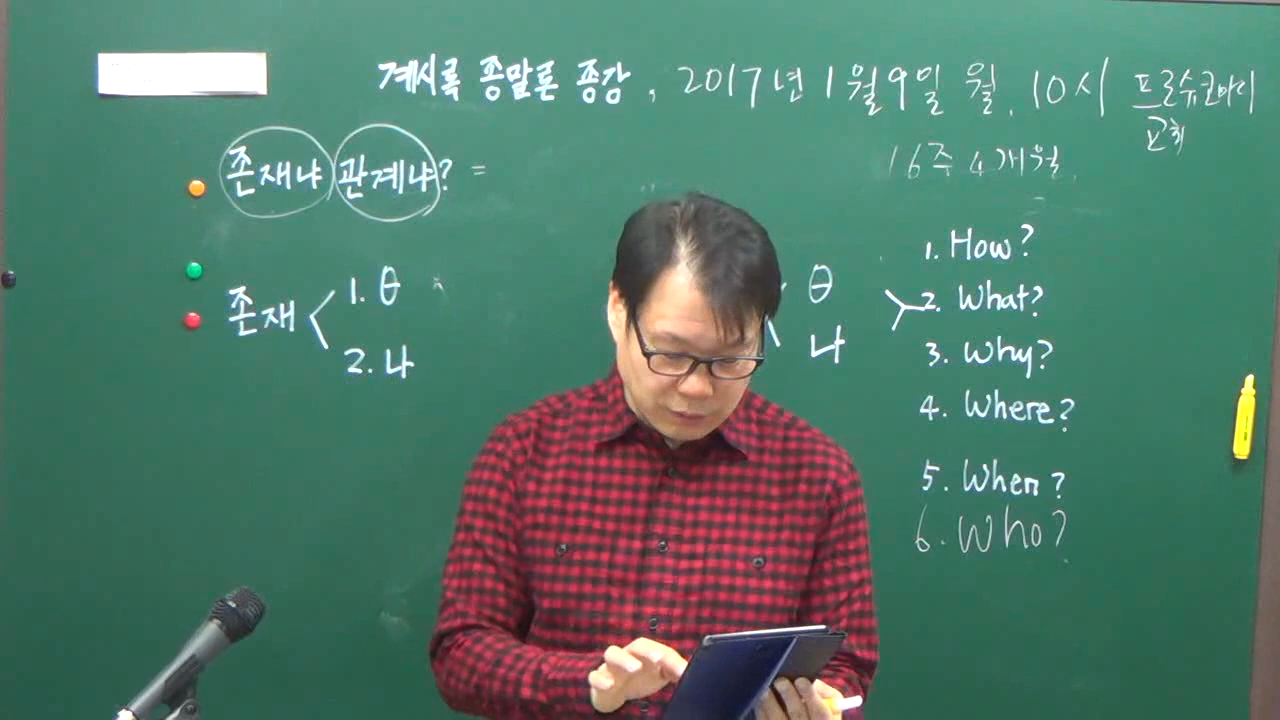 계시록 종말론 종강, 2017년 1월 9일 월, 10시 프로슈코마이
교회
16주 4개월
존재냐 관계냐? =
존재 1. θ
2. 나
θ
나
1. How?
2. What?
3. Why?
4. Where?
5. When?
6. Who?